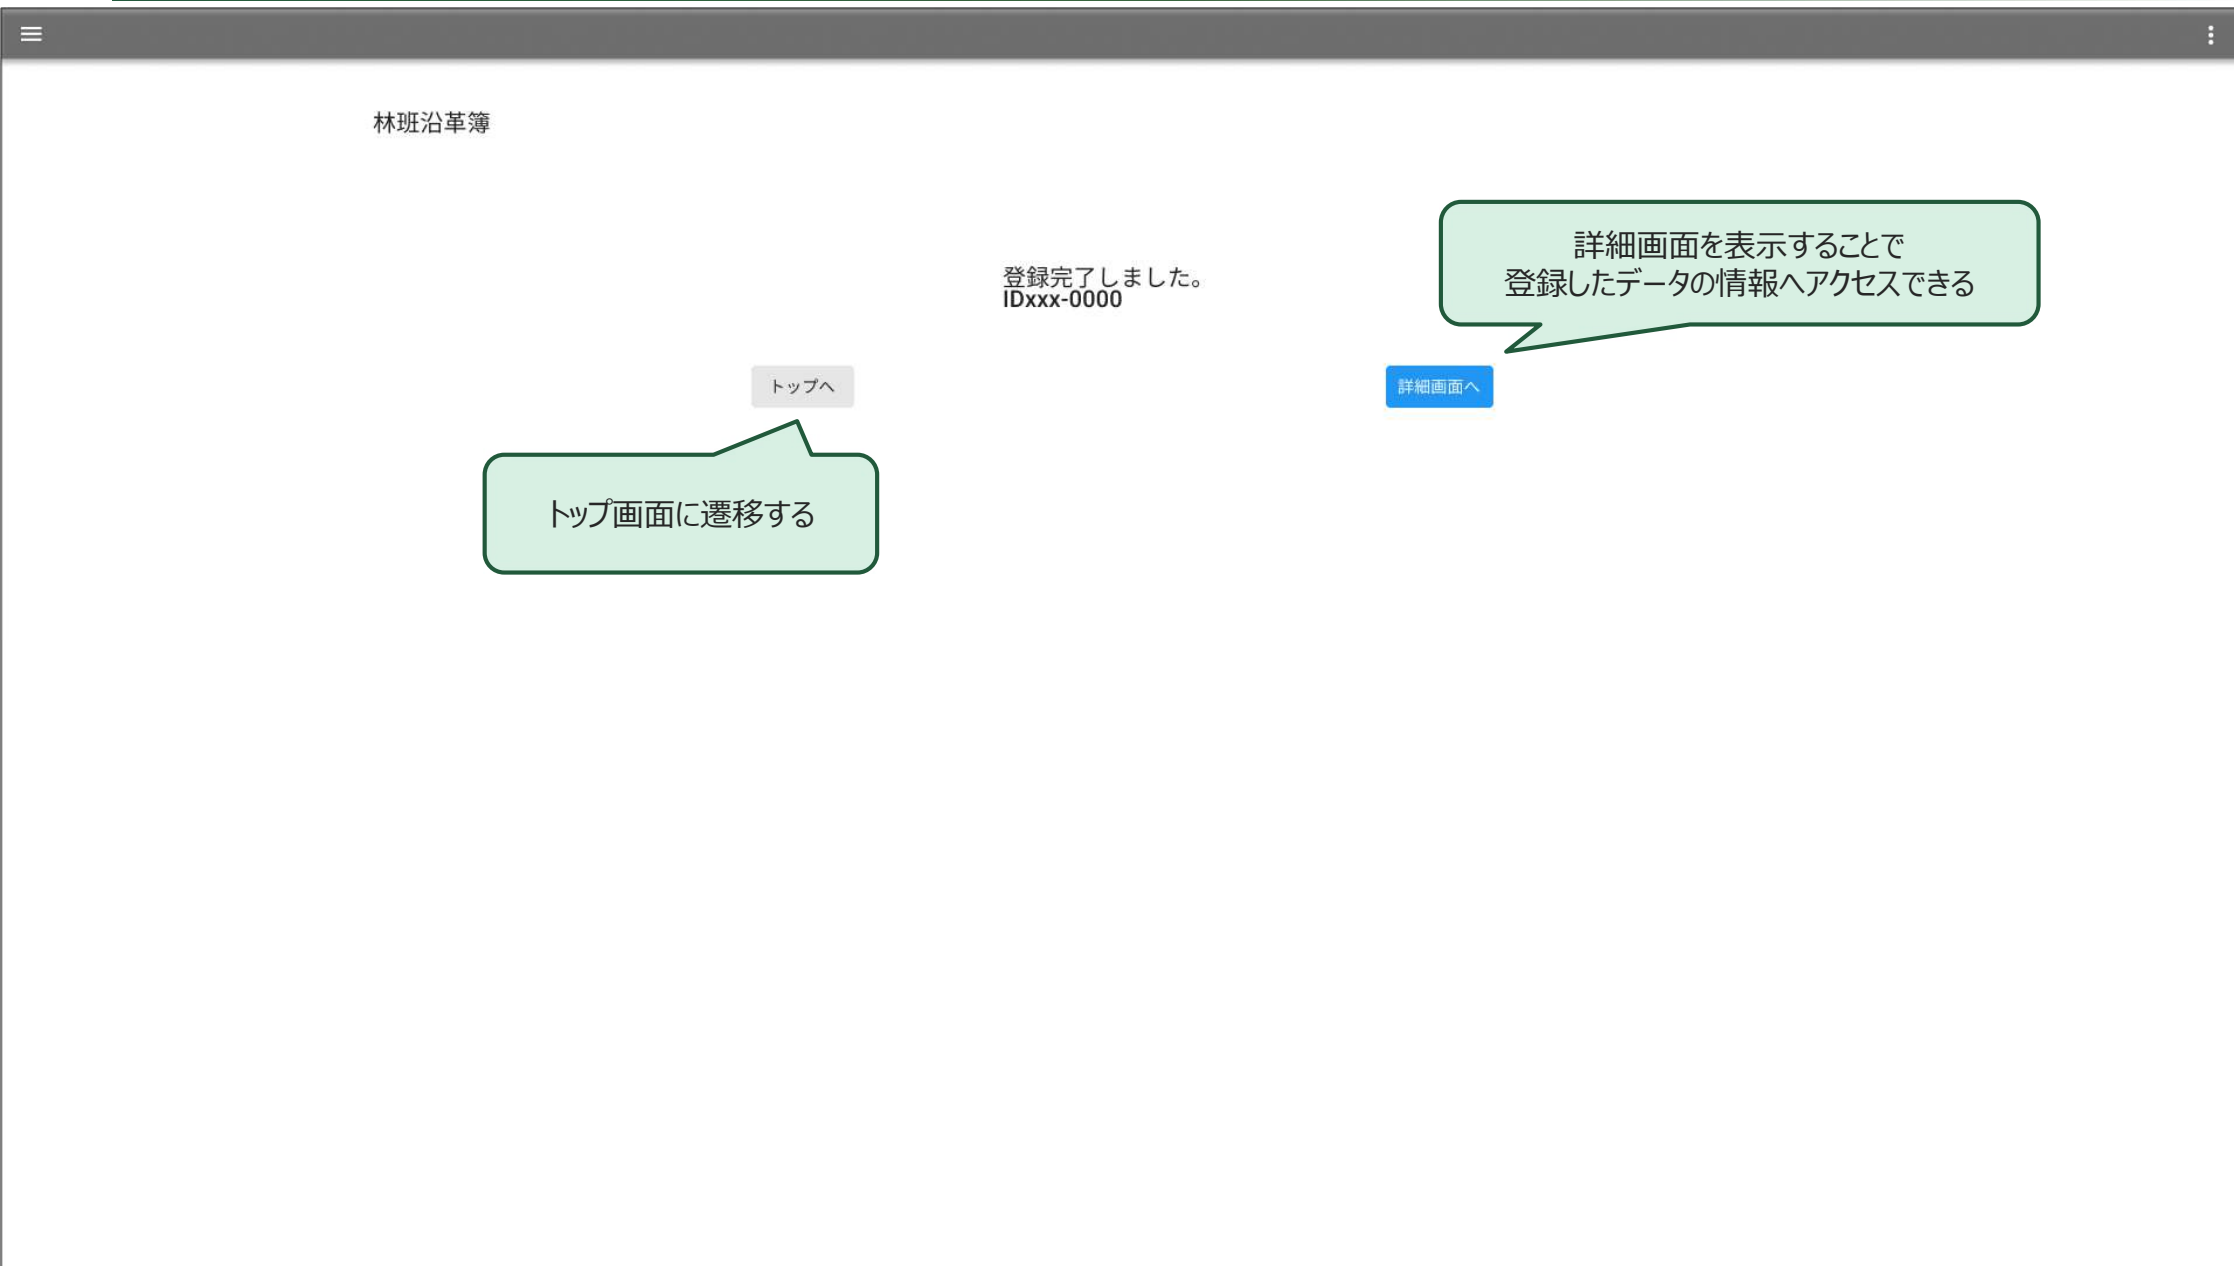 林班沿革簿
詳細画面を表示することで
登録したデータの情報へアクセスできる
登録完了しました。
IDxxx-0000
トップへ
詳細画面へ
トップ画面に遷移する